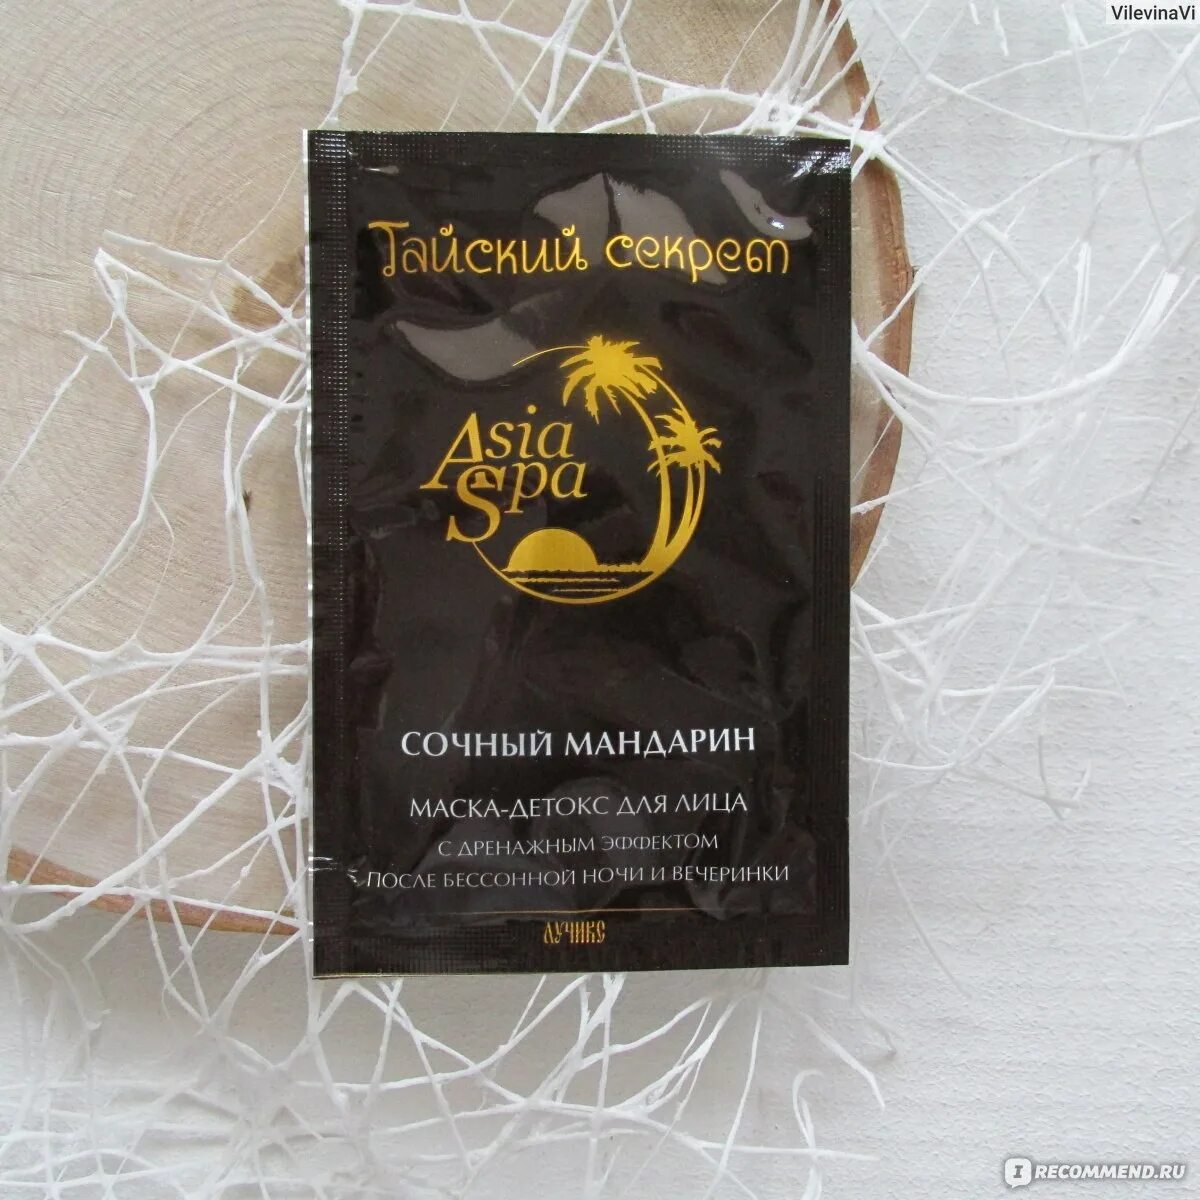 VilevinaVi
Тайский секрет
Asia
Spa
СОЧНЫЙ МАНДАРИН
МАСКА-ДЕТОКС ДЛЯ ЛИЦА
С ДРЕНАЖНЫМ ЭФФЕКТОМ
ПОСЛЕ БЕССОННОЙ НОЧИ И ВЕЧЕРИНКИ
ЛУЧИКС
IRECOMMEND.RU